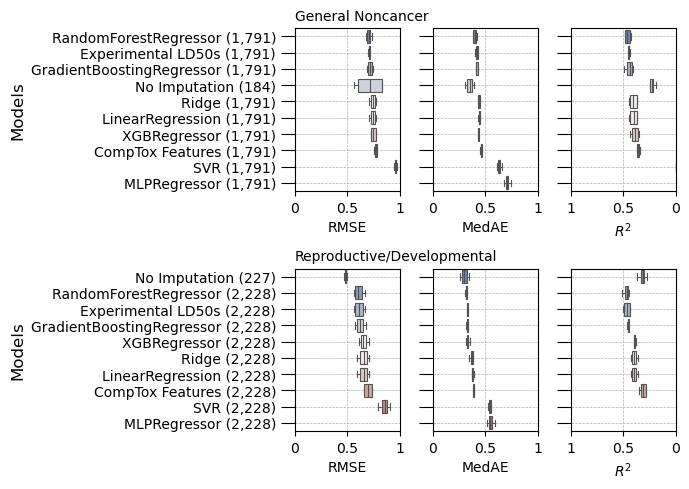 General Noncancer
Models
RandomForestRegressor (1,791)
Experimental LD50s (1,791)
GradientBoostingRegressor (1,791)
No Imputation (184)
Ridge (1,791)
LinearRegression (1,791)
XGBRegressor (1,791)
CompTox Features (1,791)
SVR (1,791)
MLPRegressor (1,791)
0 0.5 1 0 0.5 1 1 0.5 0
RMSE MedAE R²
Reproductive/Developmental
Models
No Imputation (227)
RandomForestRegressor (2,228)
Experimental LD50s (2,228)
GradientBoostingRegressor (2,228)
XGBRegressor (2,228)
Ridge (2,228)
LinearRegression (2,228)
CompTox Features (2,228)
SVR (2,228)
MLPRegressor (2,228)
0 0.5 1 0 0.5 1 1 0.5 0
RMSE MedAE R²